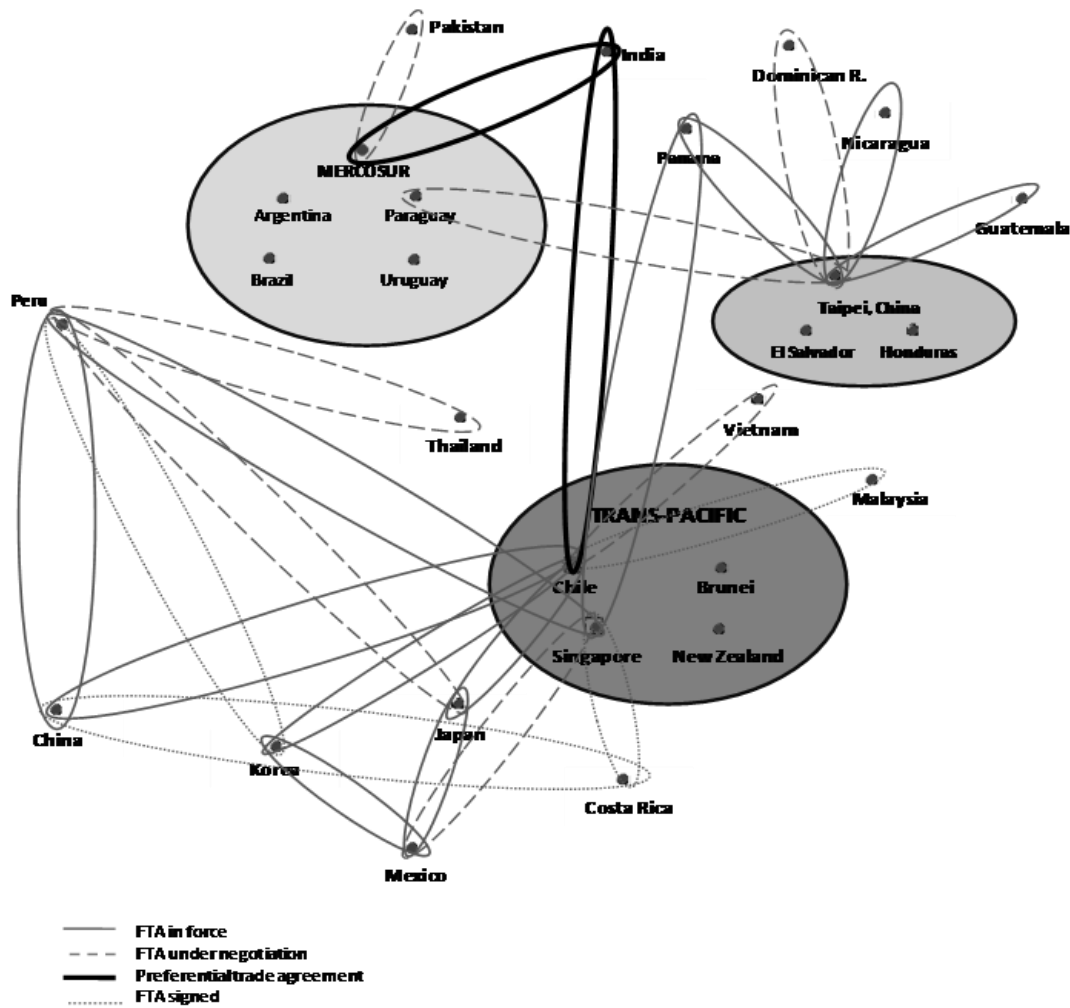 Pakistan
India
Dominican R.
Nicaragua
Panama
Guatemala
MERCOSUR
Argentina
Paraguay
Brazil
Uruguay
Peru
Taipei, China
El Salvador
Honduras
Thailand
Vietnam
Malaysia
TRANS-PACIFIC
Chile
Brunei
Singapore
New Zealand
China
Japan
Korea
Costa Rica
Mexico
FTA in force
FTA under negotiation
Preferential trade agreement
FTA signed